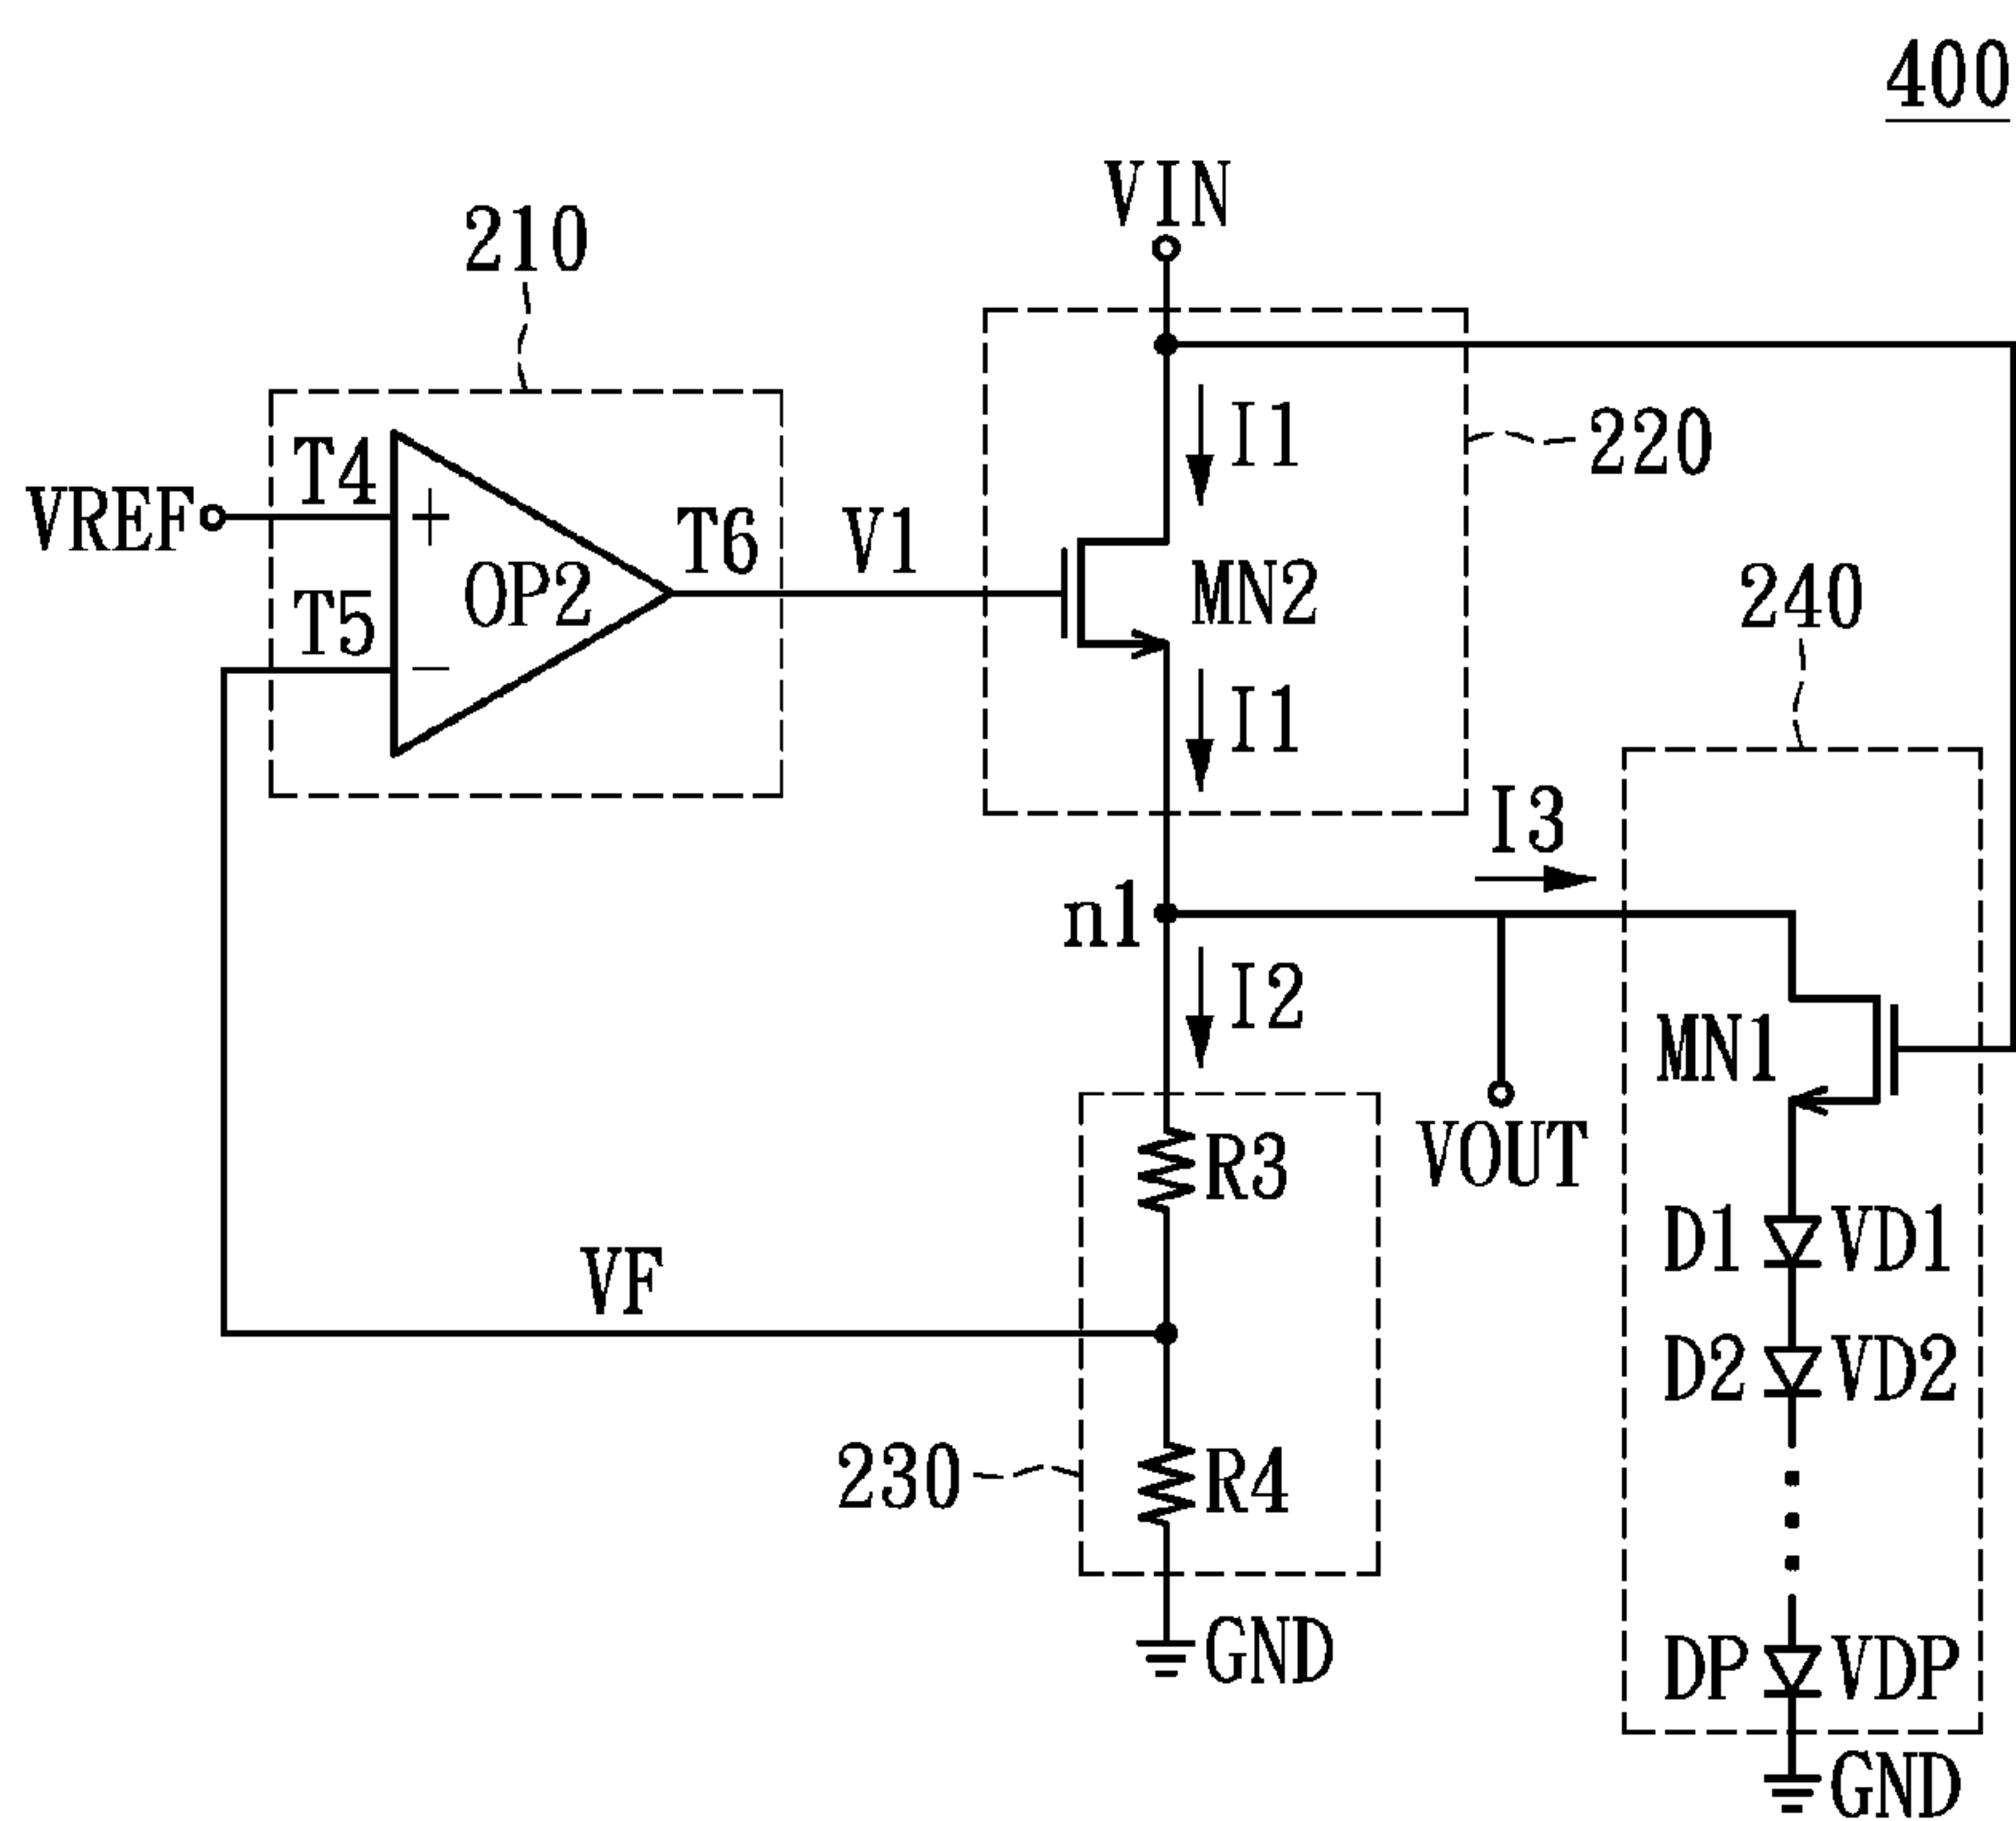 400
VIN
210
I1
220
T4
VREF
+
T6
V1
OP2
MN2
T5
−
240
I1
I3
n1
I2
MN1
VOUT
R3
D1 VD1
VF
D2 VD2
230
R4
GND
DP VDP
GND